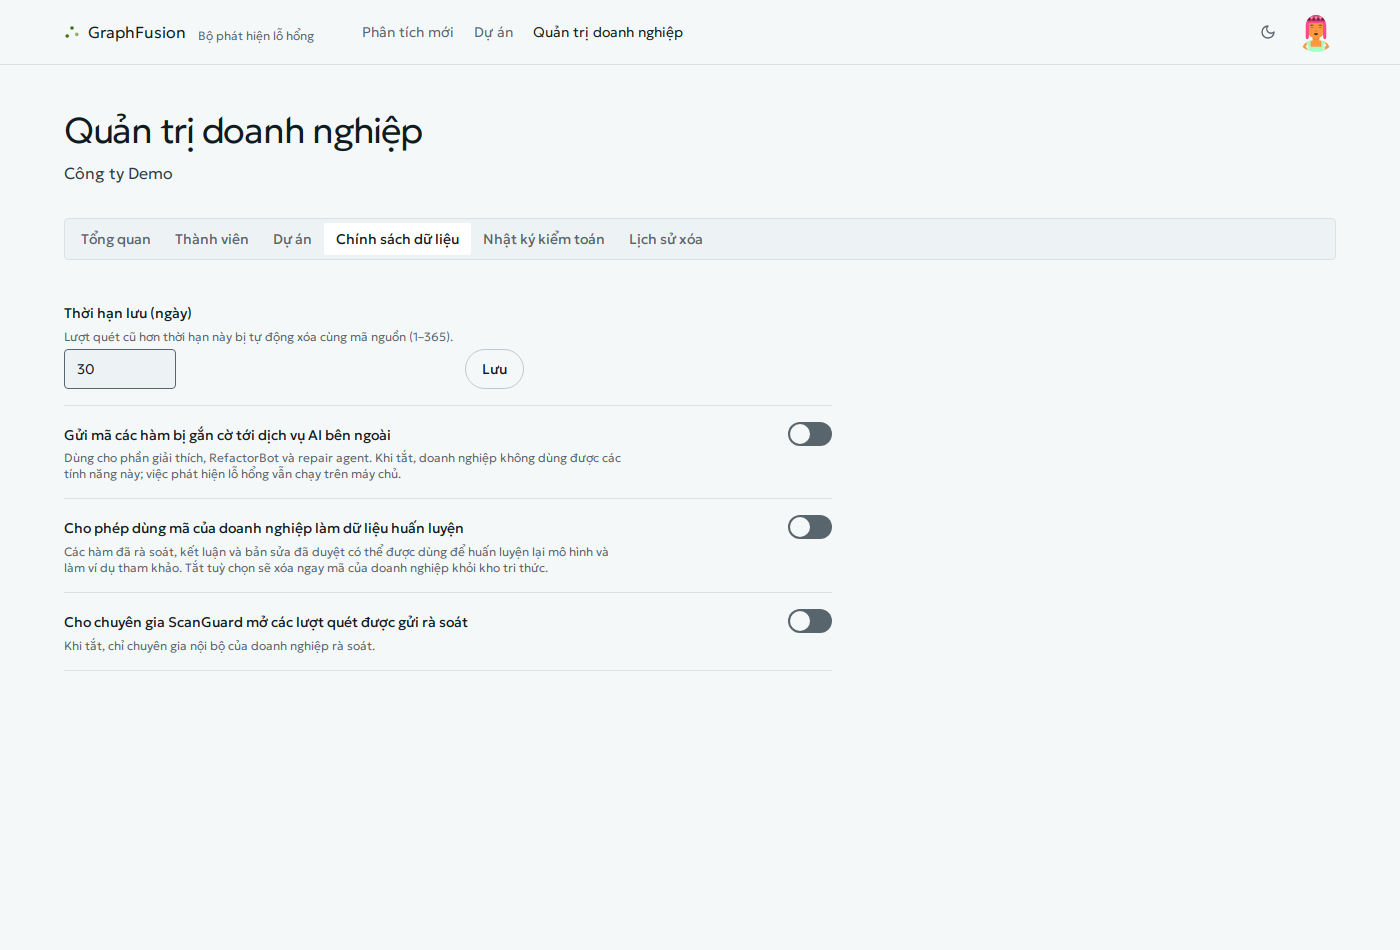 GraphFusion Bộ phát hiện lỗ hổng Phân tích mới Dự án Quản trị doanh nghiệp
Quản trị doanh nghiệp
Công ty Demo
Tổng quan Thành viên Dự án Chính sách dữ liệu Nhật ký kiểm toán Lịch sử xóa
Thời hạn lưu (ngày)
Lượt quét cũ hơn thời hạn này bị tự động xóa cùng mã nguồn (1–365).
30 Lưu
Gửi mã các hàm bị gắn cờ tới dịch vụ AI bên ngoài
Dùng cho phần giải thích, RefactorBot và repair agent. Khi tắt, doanh nghiệp không dùng được các
tính năng này; việc phát hiện lỗ hổng vẫn chạy trên máy chủ.
Cho phép dùng mã của doanh nghiệp làm dữ liệu huấn luyện
Các hàm đã rà soát, kết luận và bản sửa đã duyệt có thể được dùng để huấn luyện lại mô hình và
làm ví dụ tham khảo. Tắt tuỳ chọn sẽ xóa ngay mã của doanh nghiệp khỏi kho tri thức.
Cho chuyên gia ScanGuard mở các lượt quét được gửi rà soát
Khi tắt, chỉ chuyên gia nội bộ của doanh nghiệp rà soát.